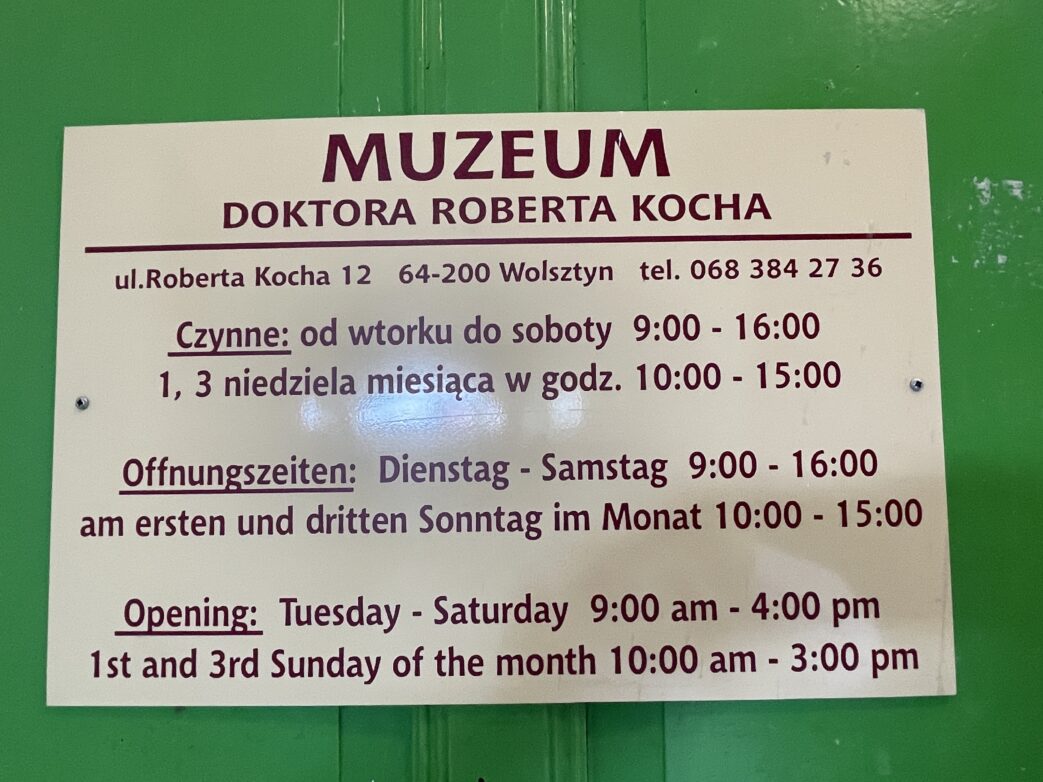 MUZEUM
DOKTORA ROBERTA KOCHA
ul.Roberta Kocha 12 64-200 Wolsztyn tel. 068 384 27 36
Czynne: od wtorku do soboty 9:00 - 16:00
1, 3 niedziela miesiąca w godz. 10:00 - 15:00
Offnungszeiten: Dienstag - Samstag 9:00 - 16:00
am ersten und dritten Sonntag im Monat 10:00 - 15:00
Opening: Tuesday - Saturday 9:00 am - 4:00 pm
1st and 3rd Sunday of the month 10:00 am - 3:00 pm